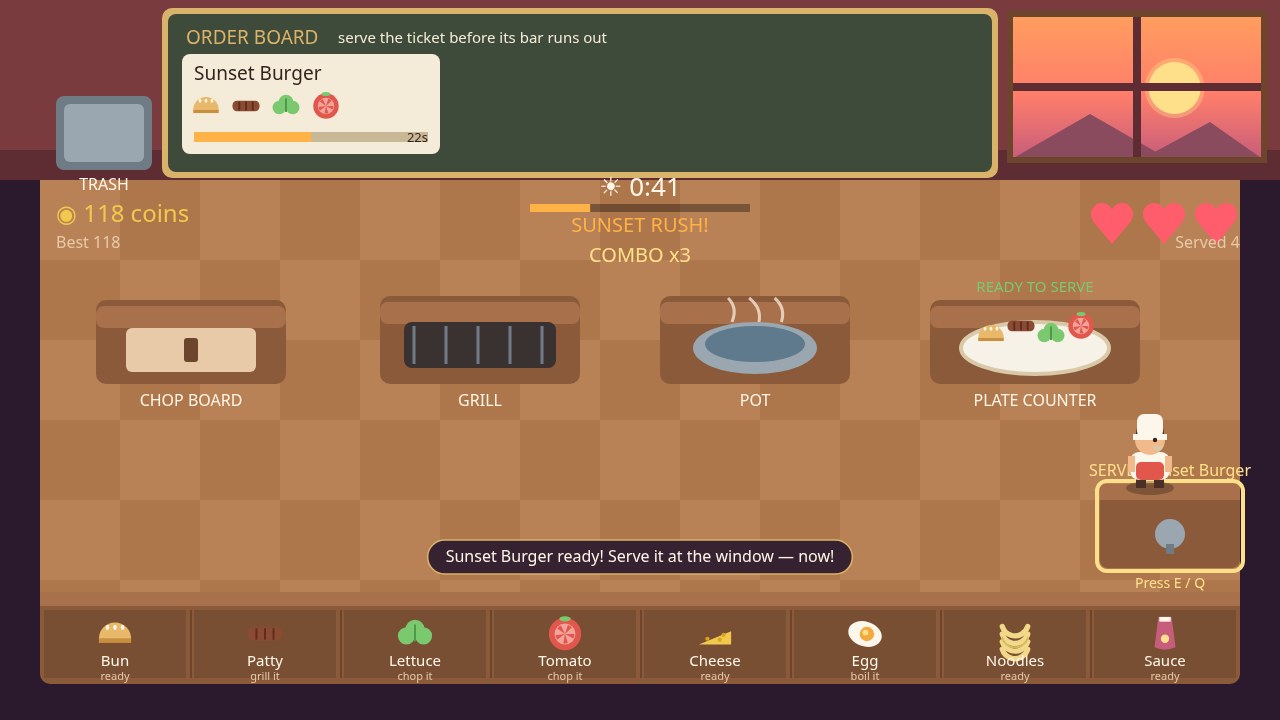 ORDER BOARD serve the ticket before its bar runs out
Sunset Burger
22s
TRASH
☀ 0:41
◉ 118 coins
SUNSET RUSH!
Best 118
Served 4
COMBO x3
READY TO SERVE
CHOP BOARD
GRILL
POT
PLATE COUNTER
Burger
Sunset Burger ready! Serve it at the window — now!
Press E / Q
Bun
ready
Patty
grill it
Lettuce
chop it
Tomato
chop it
Cheese
ready
Egg
boil it
Noodles
ready
Sauce
ready